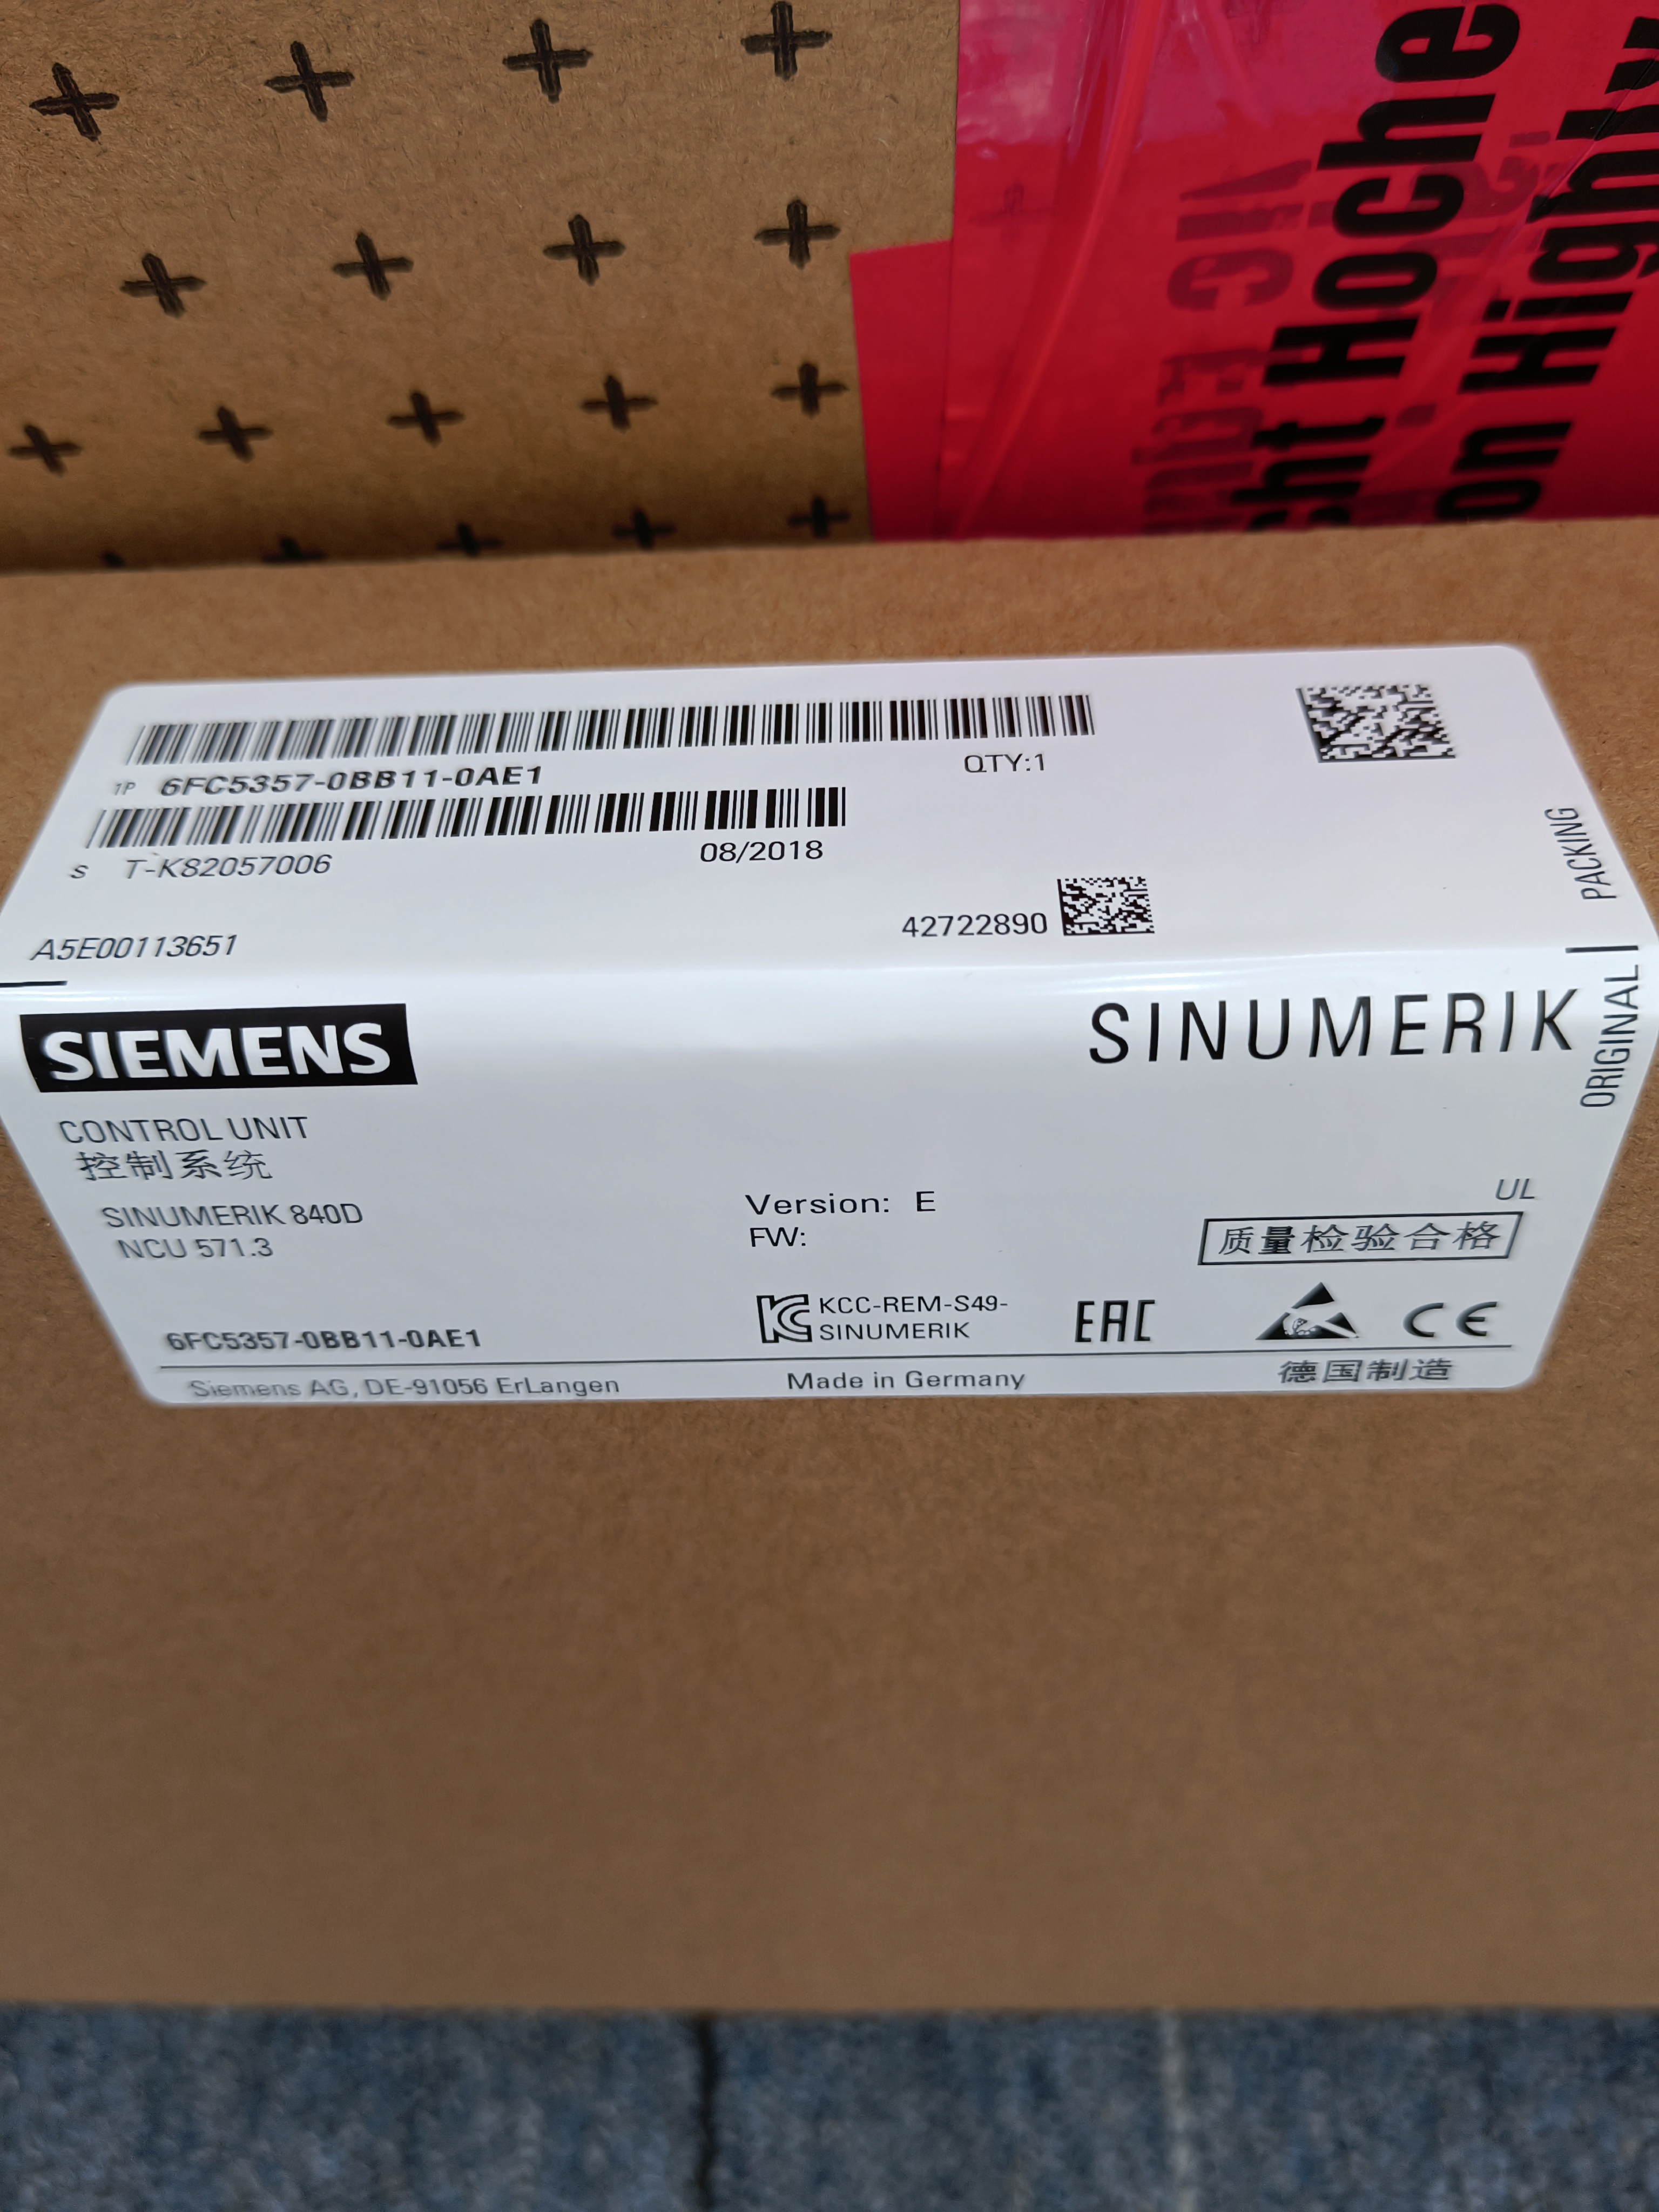 ht Hoche
on Highly
1P 6FC5357-0BB11-0AE1
QTY:1
S T-K82057006
08/2018
42722890
A5E00113651
ORIGINAL PACKING
SIEMENS
SINUMERIK
CONTROL UNIT
控制系统
SINUMERIK 840D
NCU 571.3
Version: E
FW:
UL
质量检验合格
KCC-REM-S49-
SINUMERIK
EAC
CE
6FC5357-0BB11-0AE1
Siemens AG, DE-91056 ErLangen
Made in Germany
德国制造